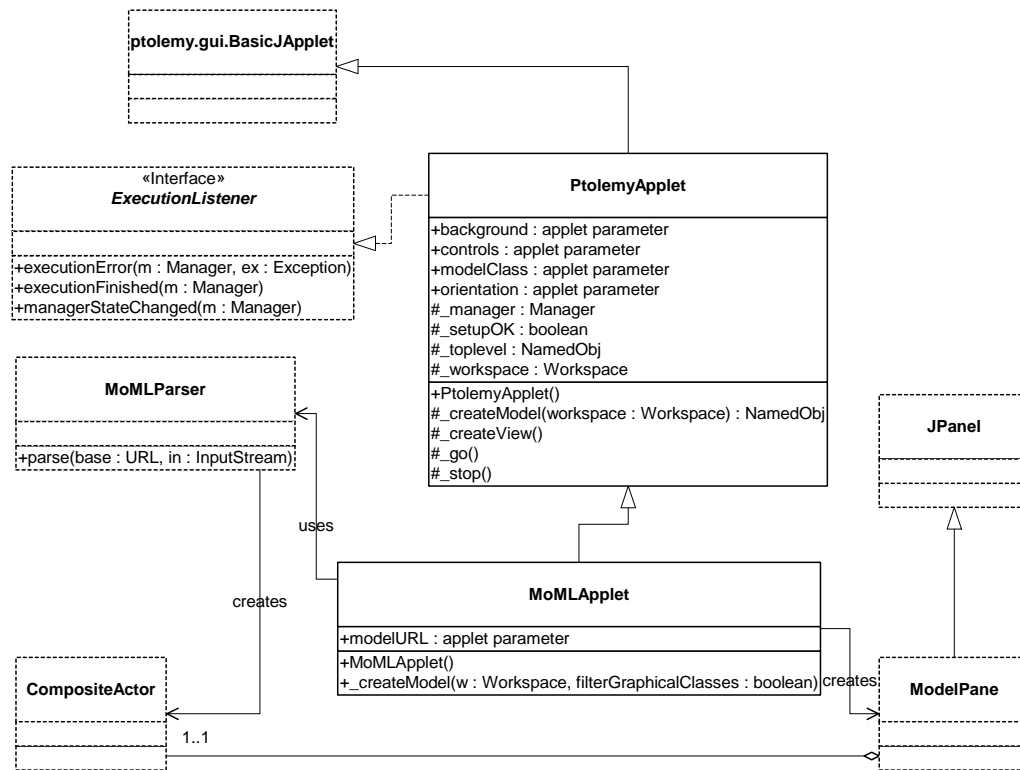 ptolemy.gui.BasicJApplet
«Interface»
ExecutionListener
+executionError(m : Manager, ex : Exception)
+executionFinished(m : Manager)
+managerStateChanged(m : Manager)
PtolemyApplet
+background : applet parameter
+controls : applet parameter
+modelClass : applet parameter
+orientation : applet parameter
#_manager : Manager
#_setupOK : boolean
#_toplevel : NamedObj
#_workspace : Workspace
+PtolemyApplet()
#_createModel(workspace : Workspace) : NamedObj
#_createView()
#_go()
#_stop()
MoMLParser
+parse(base : URL, in : InputStream)
JPanel
uses
creates
MoMLApplet
+modelURL : applet parameter
+MoMLApplet()
+_createModel(w : Workspace, filterGraphicalClasses : boolean)
creates
CompositeActor
1..1
ModelPane